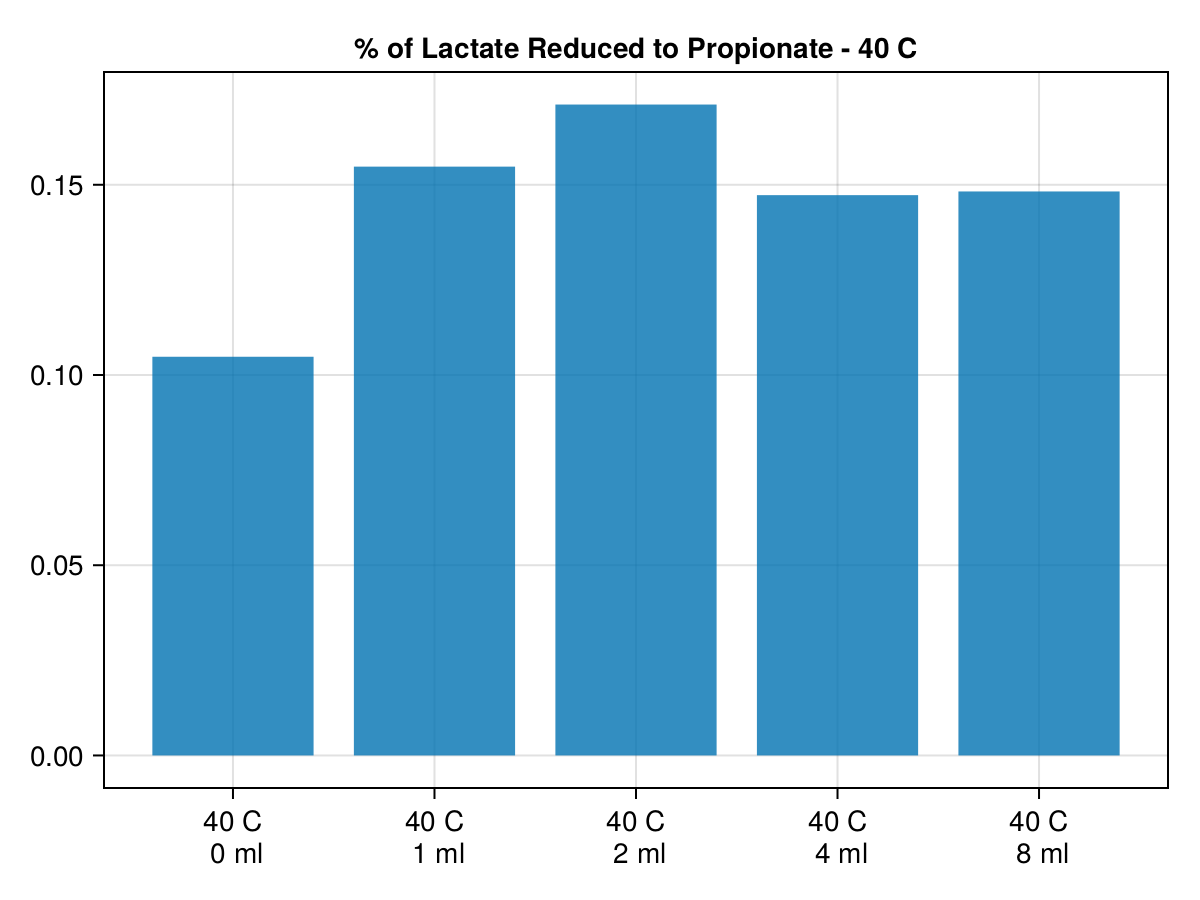 % of Lactate Reduced to Propionate - 40 C
0.15
0.10
0.05
0.00
40 C 40 C 40 C 40 C 40 C
0 ml 1 ml 2 ml 4 ml 8 ml